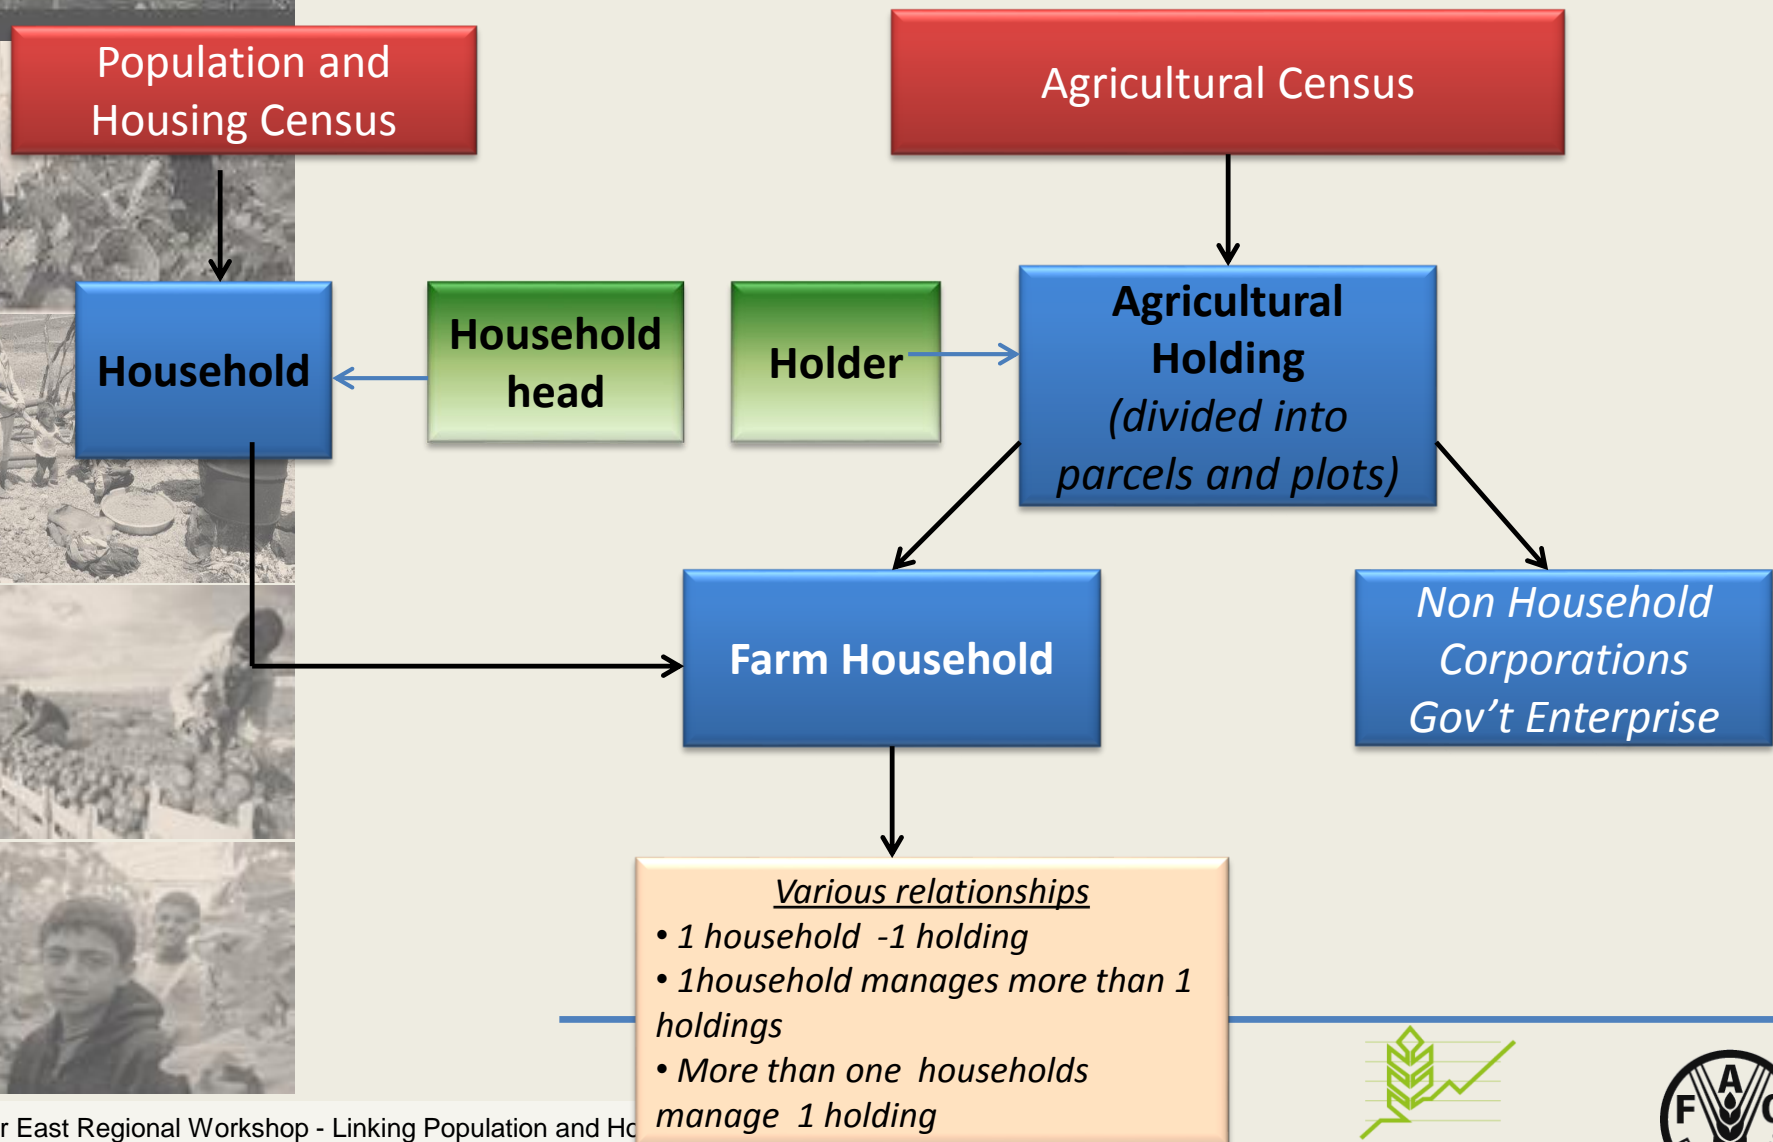 Population and
Housing Census
Agricultural Census
Household
Household
head
Holder
Agricultural
Holding
(divided into
parcels and plots)
Farm Household
Non Household
Corporations
Gov’t Enterprise
Various relationships
• 1 household  -1 holding
• 1household manages more than 1
holdings
• More than one  households
manage  1 holding
r East Regional Workshop - Linking Population and Ho
F A